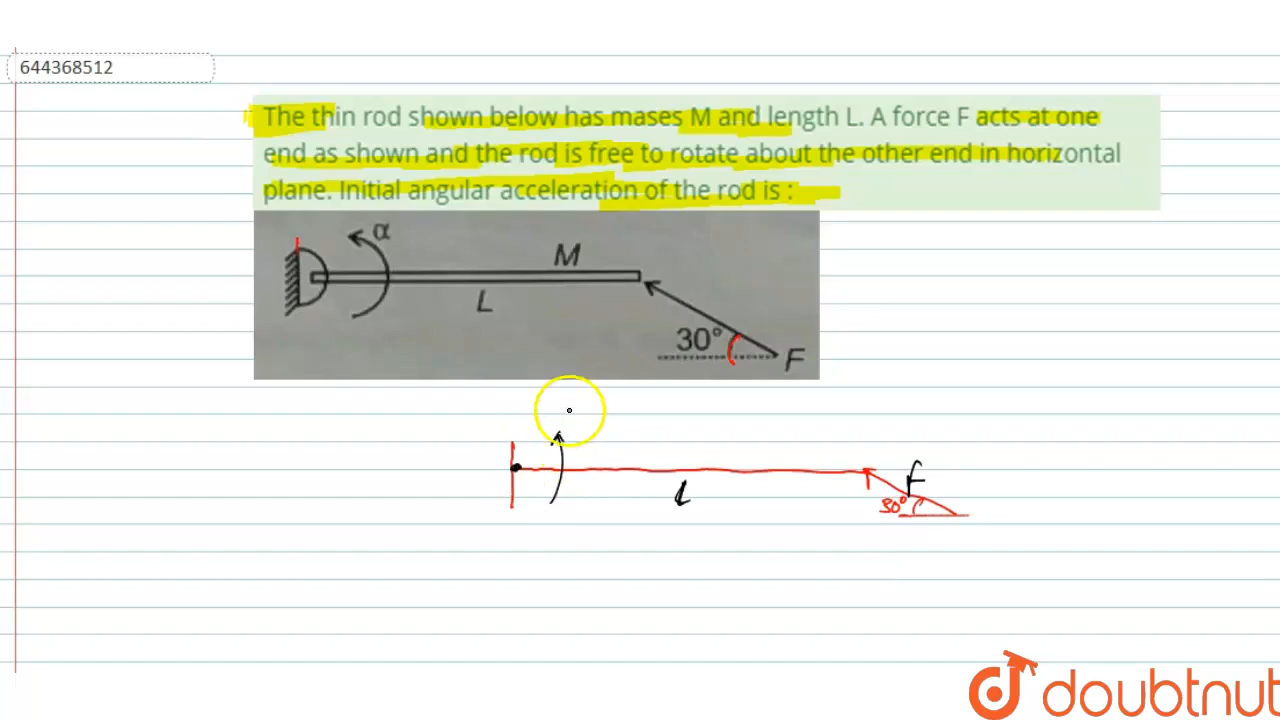 644368512
The thin rod shown below has mases M and length L. A force F acts at one
end as shown and the rod is free to rotate about the other end in horizontal
plane. Initial angular acceleration of the rod is :
α
M
L
30°
F
F
30°
L
doubtnut